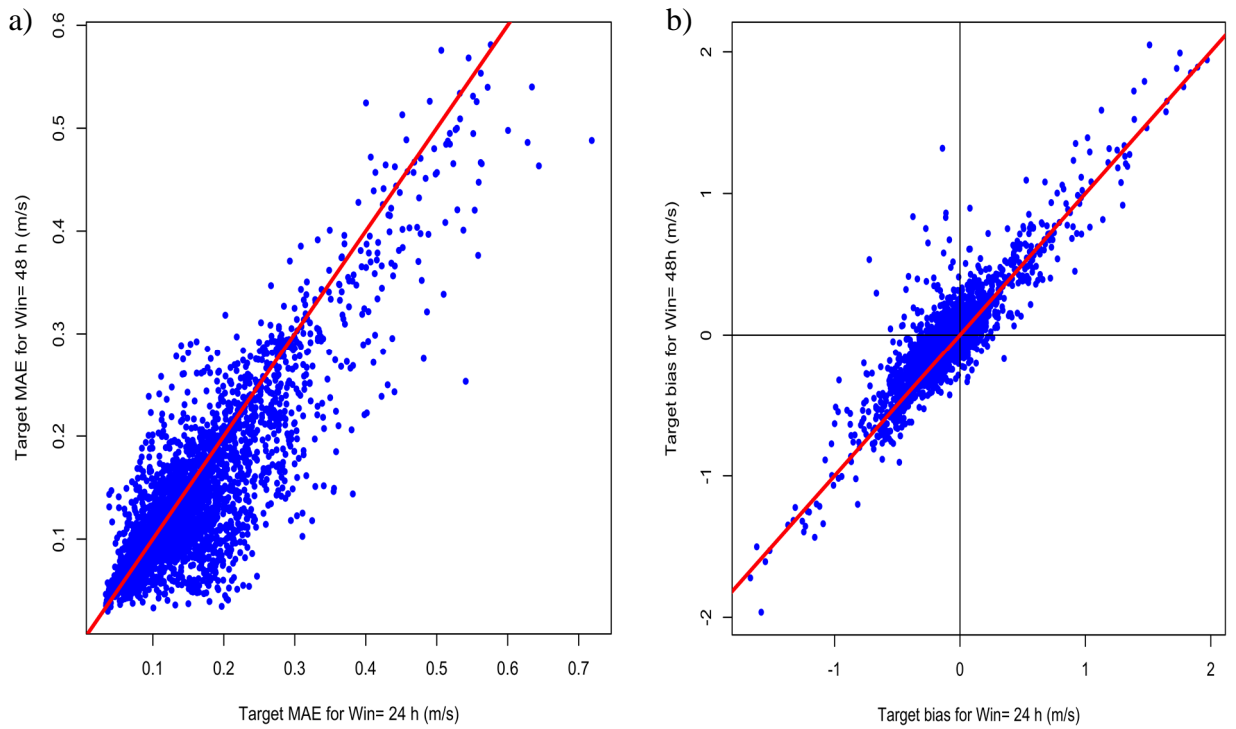 a)
Target MAE for Win= 48 h (m/s)
0.6
0.5
0.4
0.3
0.2
0.1
0.1 0.2 0.3 0.4 0.5 0.6 0.7
Target MAE for Win= 24 h (m/s)
b)
Target bias for Win= 48h (m/s)
2
1
0
-1
-2
-1 0 1 2
Target bias for Win= 24 h (m/s)